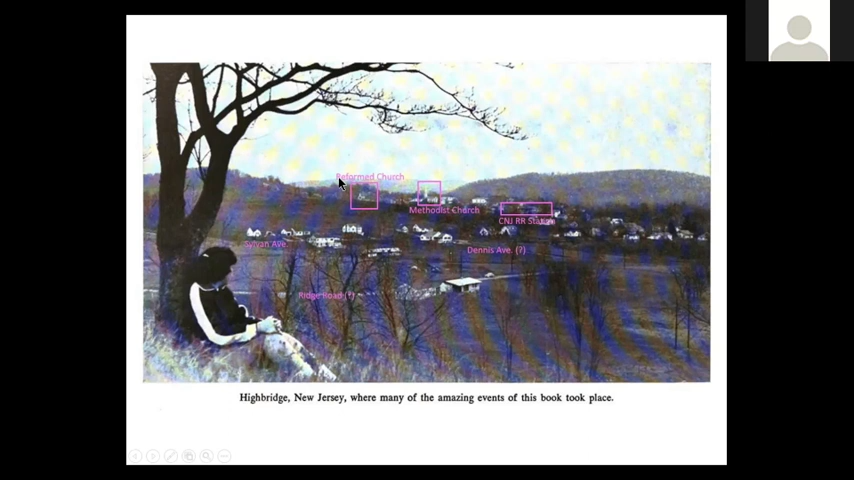 Reformed Church
Methodist Church
CNJ RR Station
Sylvan Ave.
Dennis Ave. (?)
Ridge Road (?)
Highbridge, New Jersey, where many of the amazing events of this book took place.